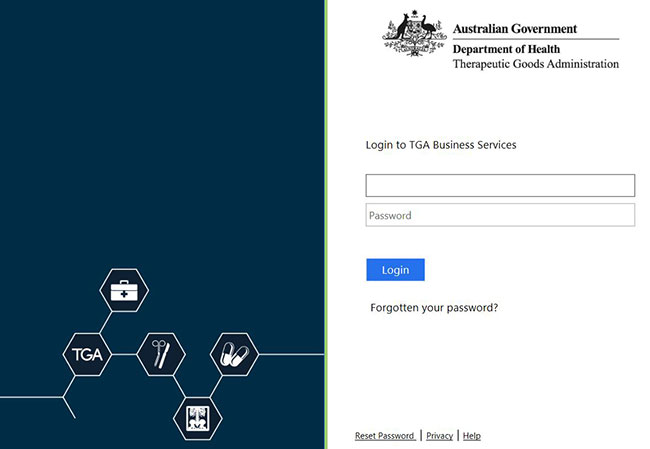 Australian Government
Department of Health
Therapeutic Goods Administration
Login to TGA Business Services
Password
Login
Forgotten your password?
TGA
Reset Password | Privacy | Help